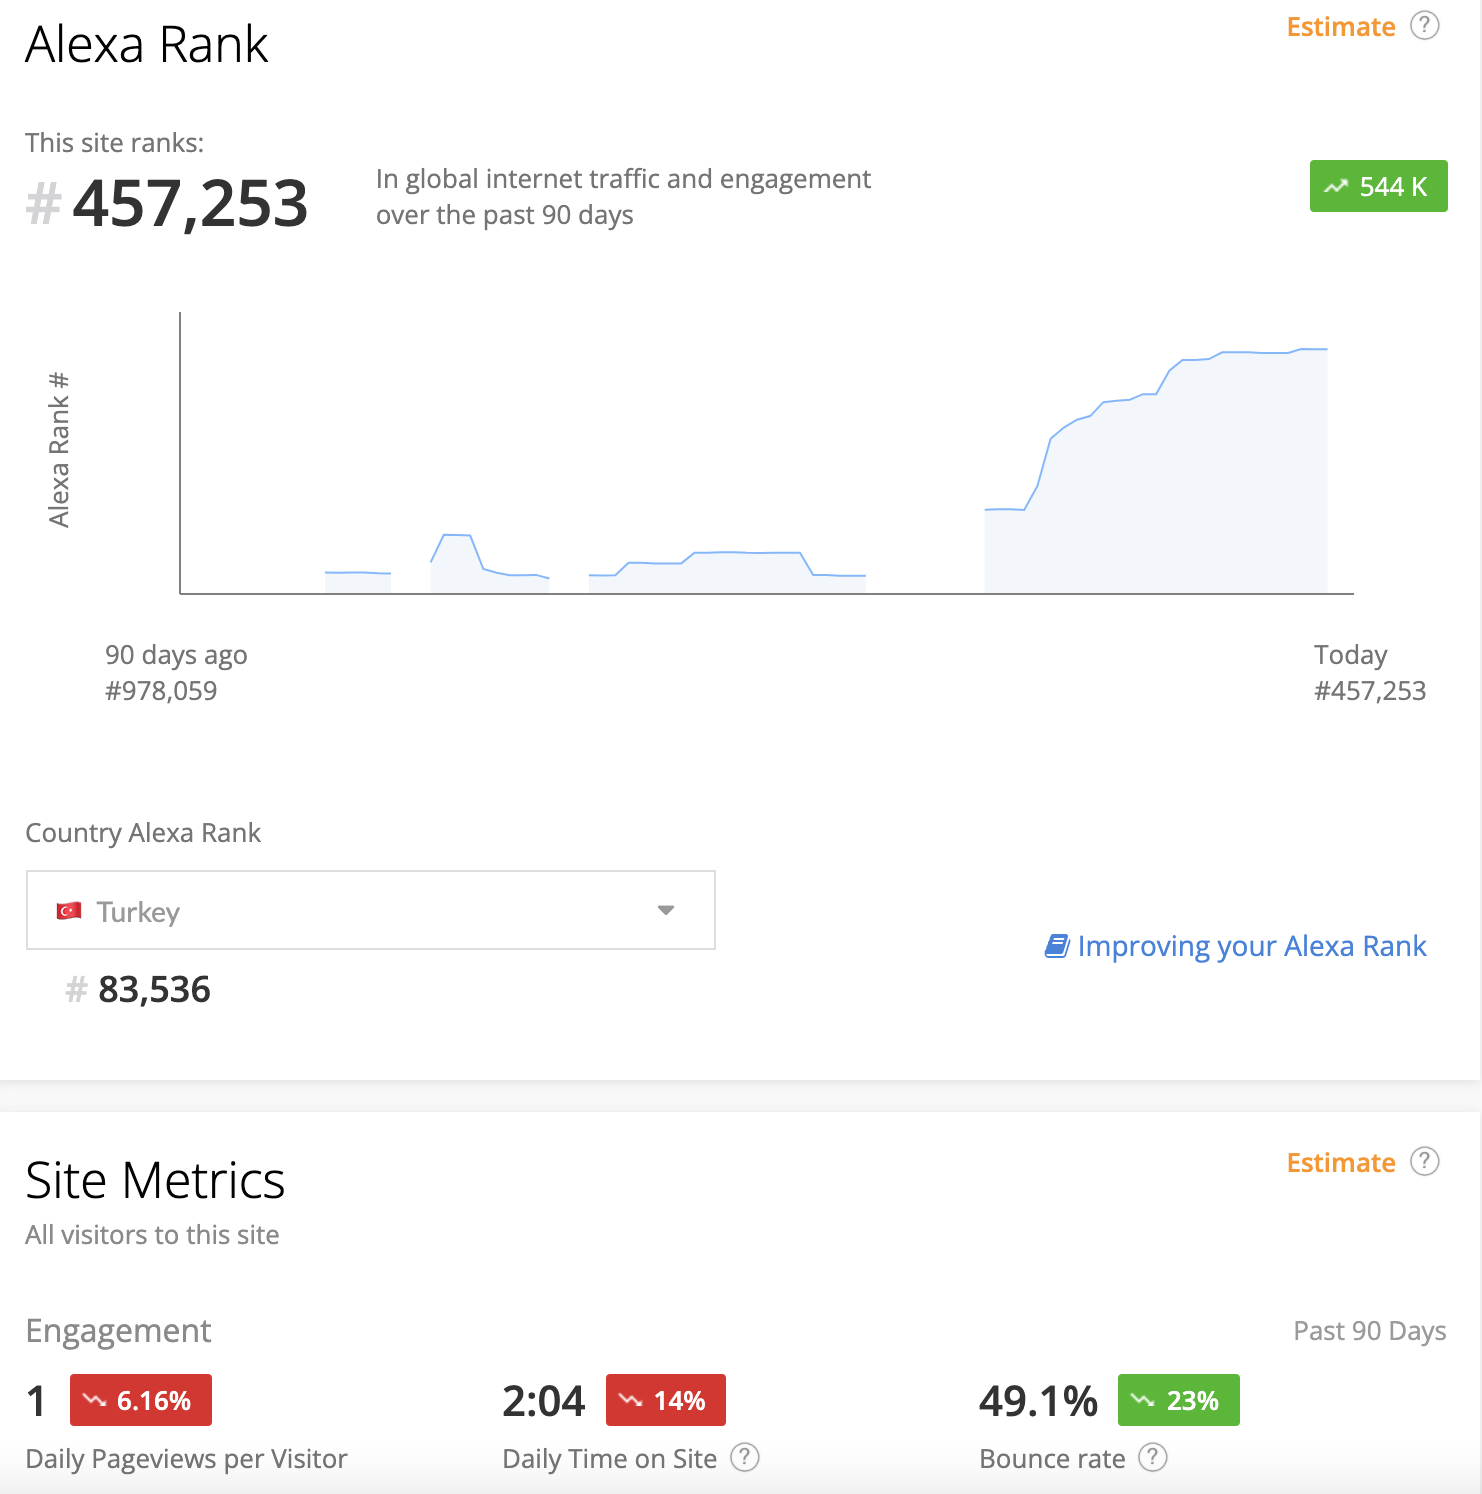 Alexa Rank
Estimate ?
This site ranks:
# 457,253
In global internet traffic and engagement
over the past 90 days
544 K
Alexa Rank #
90 days ago
#978,059
Today
#457,253
Country Alexa Rank
Turkey
# 83,536
Improving your Alexa Rank
Site Metrics
Estimate ?
All visitors to this site
Engagement
Past 90 Days
1 6.16%
Daily Pageviews per Visitor
2:04 14%
Daily Time on Site ?
49.1% 23%
Bounce rate ?